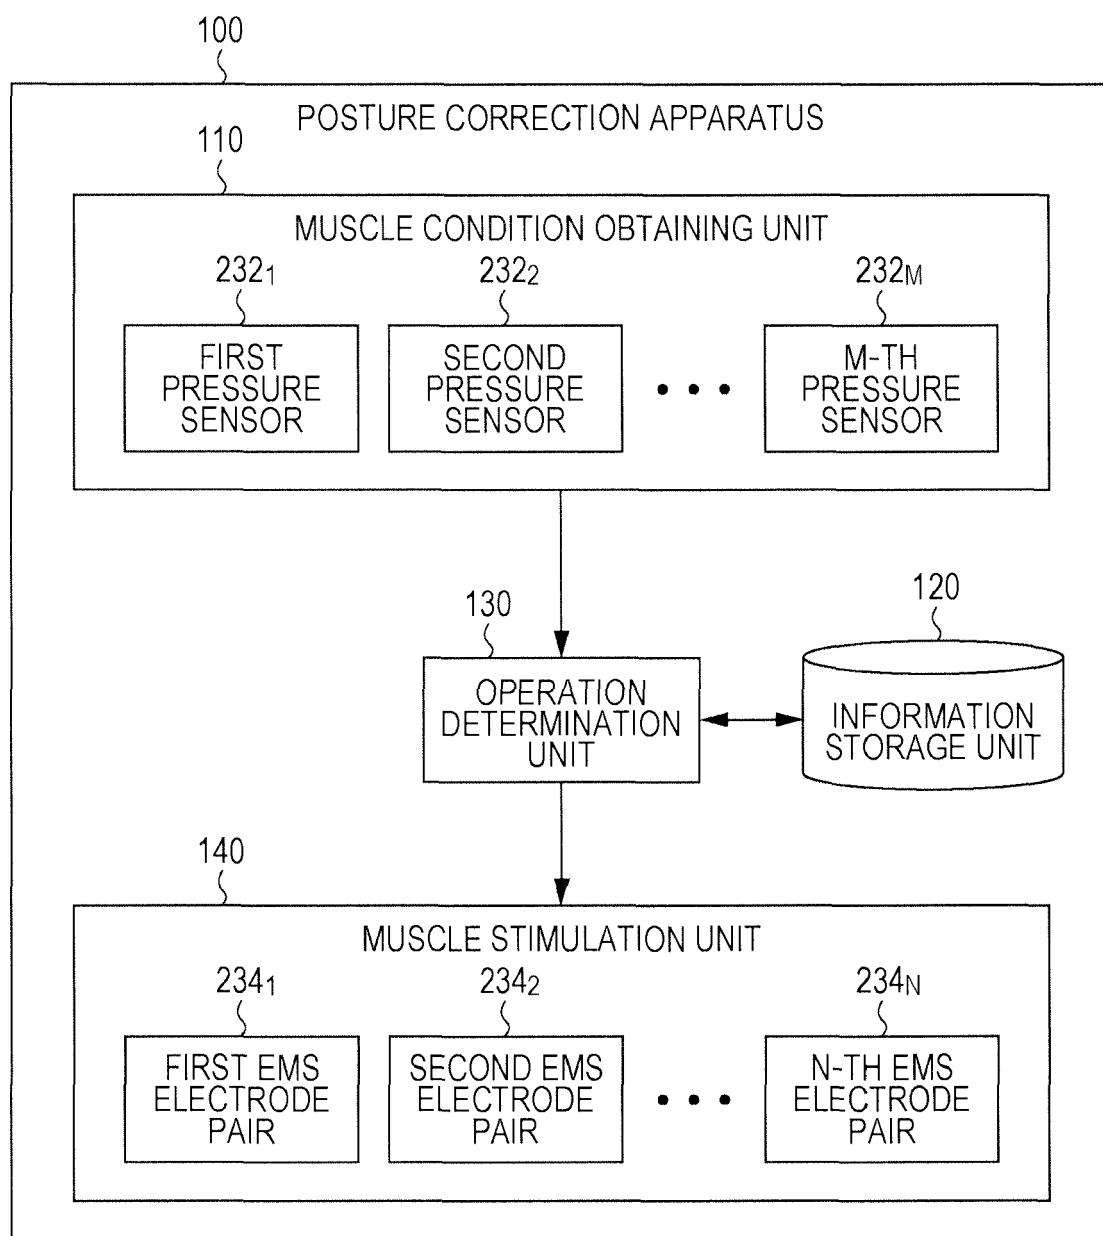 100
POSTURE CORRECTION APPARATUS
110
MUSCLE CONDITION OBTAINING UNIT
232₁ 232₂ 232M
FIRST PRESSURE SENSOR
SECOND PRESSURE SENSOR
• • •
M-TH PRESSURE SENSOR
130
OPERATION
DETERMINATION
UNIT
120
INFORMATION
STORAGE UNIT
140
MUSCLE STIMULATION UNIT
234₁ 234₂ 234N
FIRST EMS ELECTRODE PAIR
SECOND EMS ELECTRODE PAIR
• • •
N-TH EMS ELECTRODE PAIR